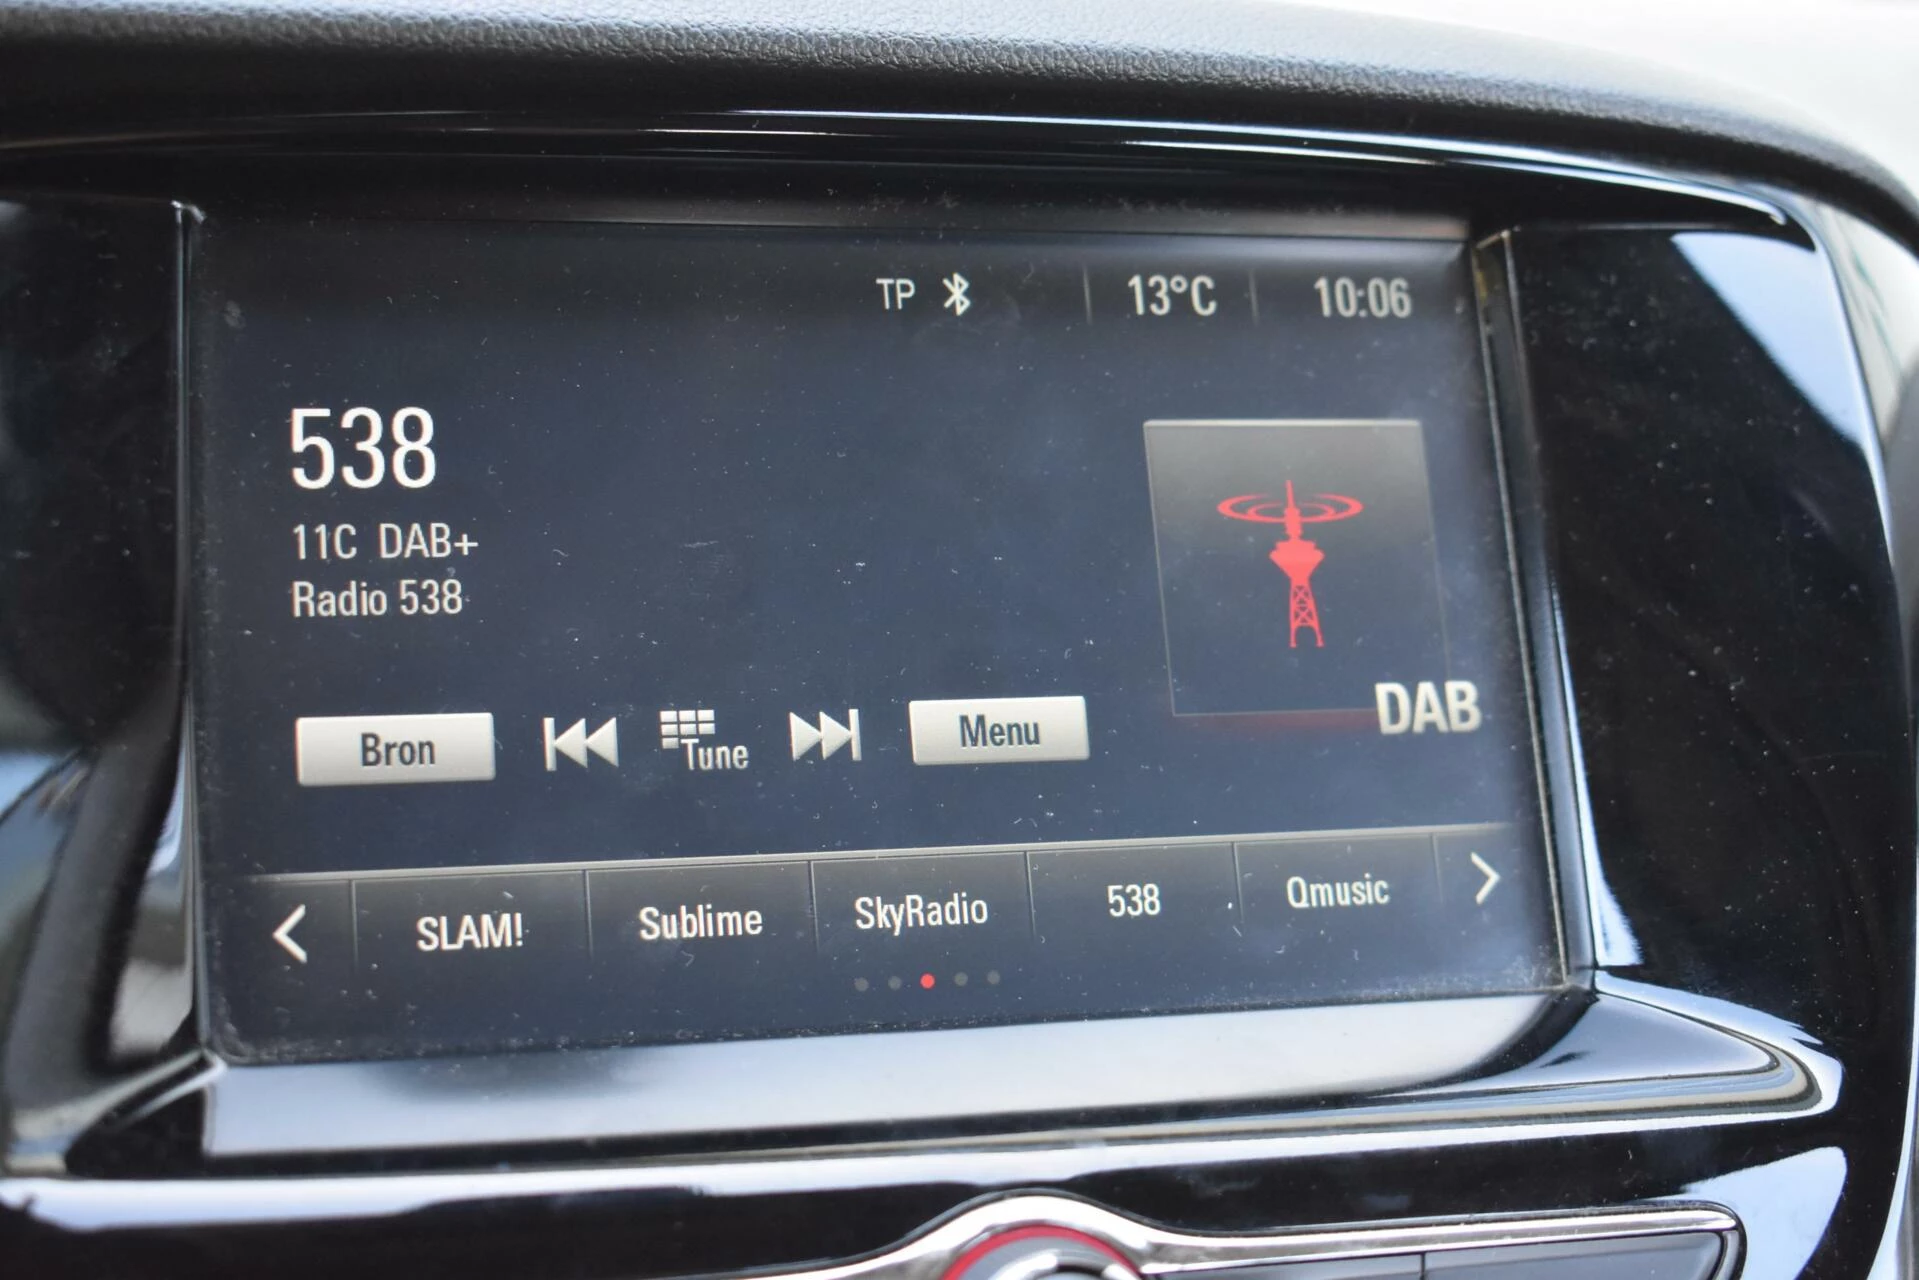 TP 13°C 10:06
538
11C DAB+
Radio 538
DAB
Bron Tune Menu
SLAM! Sublime SkyRadio 538 Qmusic